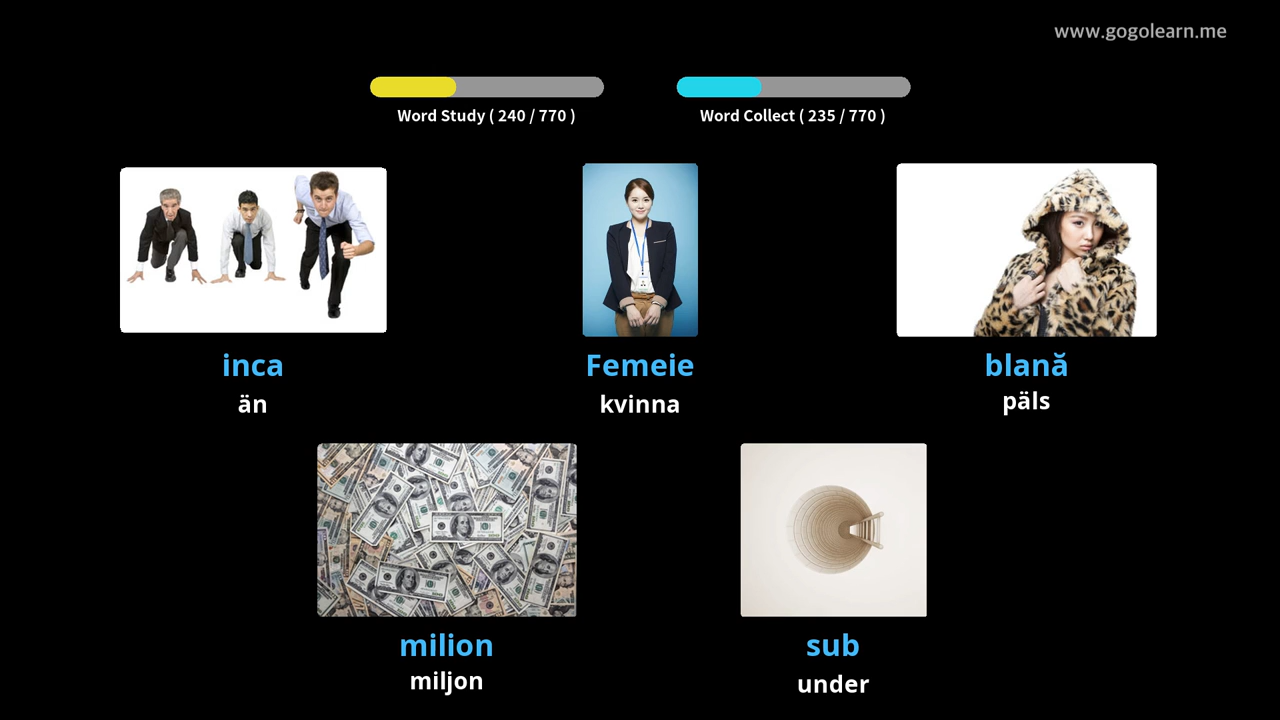 www.gogolearn.me
Word Study ( 240 / 770 )
Word Collect ( 235 / 770 )
inca
än
Femeie
kvinna
blană
päls
milion
miljon
sub
under